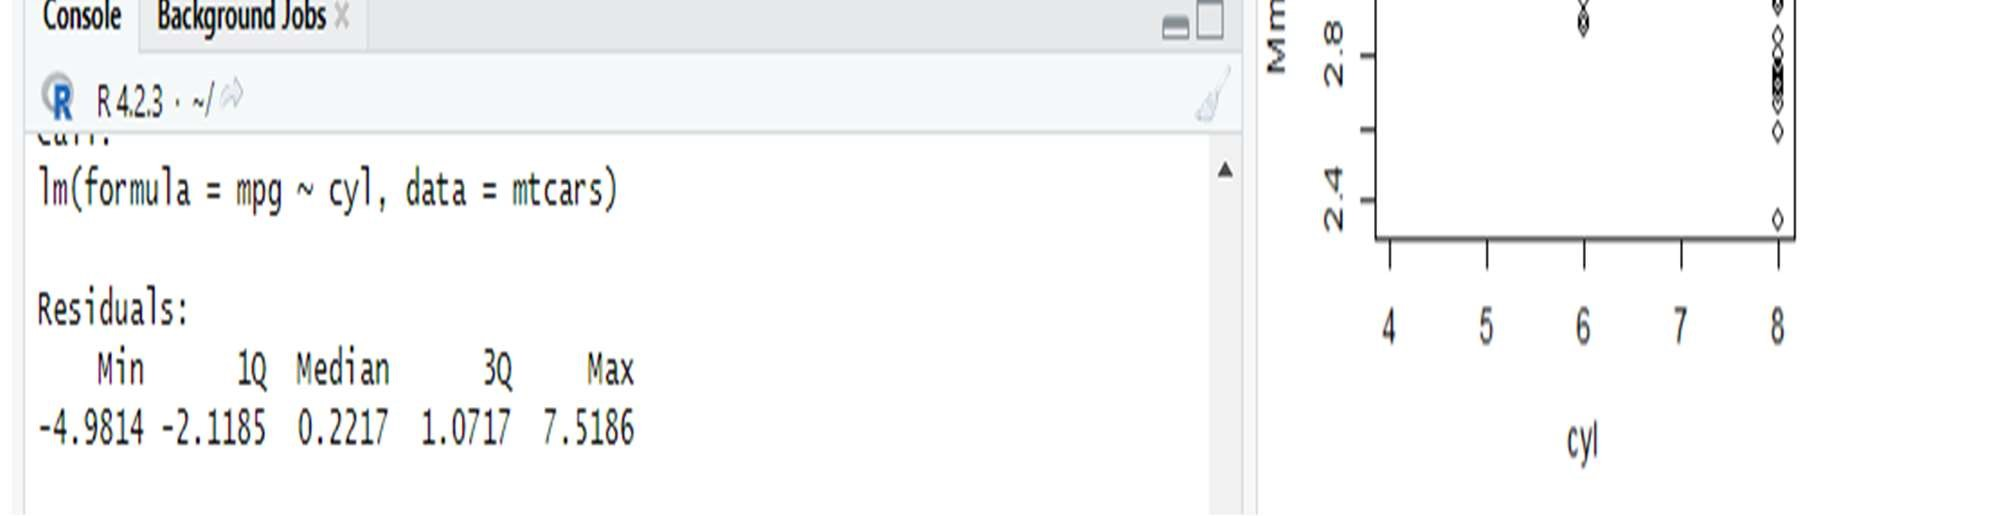 Console Background Jobs
R 4.2.3 · ~/
Call:
lm(formula = mpg ~ cyl, data = mtcars)
Residuals:
Min 1Q Median 3Q Max
-4.9814 -2.1185 0.2217 1.0717 7.5186
2.8
2.4
4 5 6 7 8
cyl